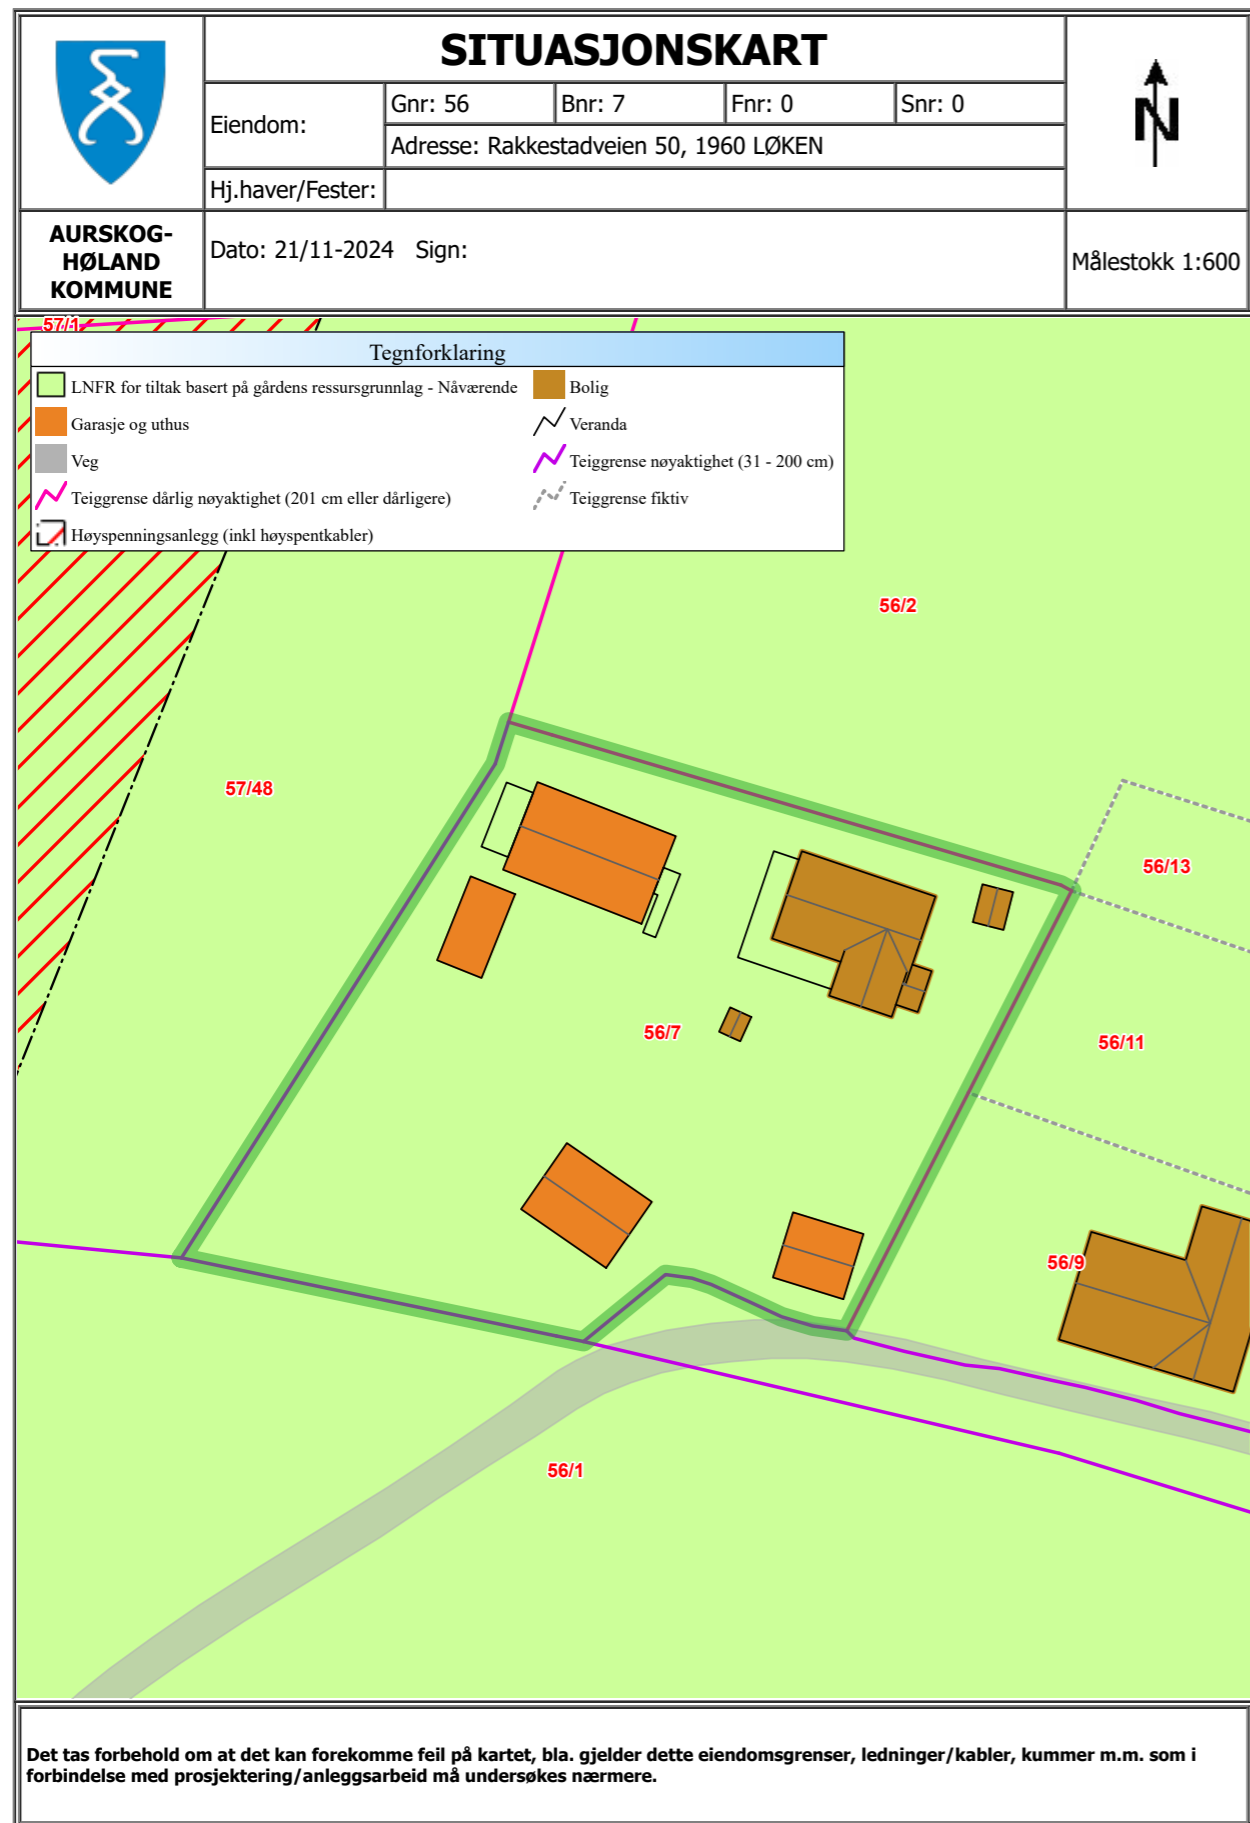 SITUASJONSKART
Eiendom:
Gnr: 56
Bnr: 7
Fnr: 0
Snr: 0
Adresse: Rakkestadveien 50, 1960 LØKEN
Hj.haver/Fester:
N
AURSKOG-
HØLAND
KOMMUNE
Dato: 21/11-2024 Sign:
Målestokk 1:600
57/1
Tegnforklaring
LNFR for tiltak basert på gårdens ressursgrunnlag - Nåværende
Bolig
Garasje og uthus
Veranda
Veg
Teiggrense nøyaktighet (31 - 200 cm)
Teiggrense dårlig nøyaktighet (201 cm eller dårligere)
Teiggrense fiktiv
Høyspenningsanlegg (inkl høyspentkabler)
56/2
57/48
56/13
56/7
56/11
56/9
56/1
Det tas forbehold om at det kan forekomme feil på kartet, bla. gjelder dette eiendomsgrenser, ledninger/kabler, kummer m.m. som i
forbindelse med prosjektering/anleggsarbeid må undersøkes nærmere.